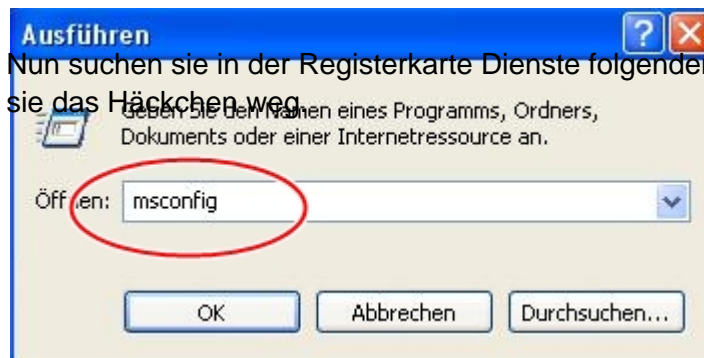 Ausführen
Nun suchen sie in der Registerkarte Dienste folgenden
sie das Häckchen weg.
Geben Sie den Namen eines Programms, Ordners,
Dokuments oder einer Internetressource an.
Öffnen: msconfig
OK Abbrechen Durchsuchen...